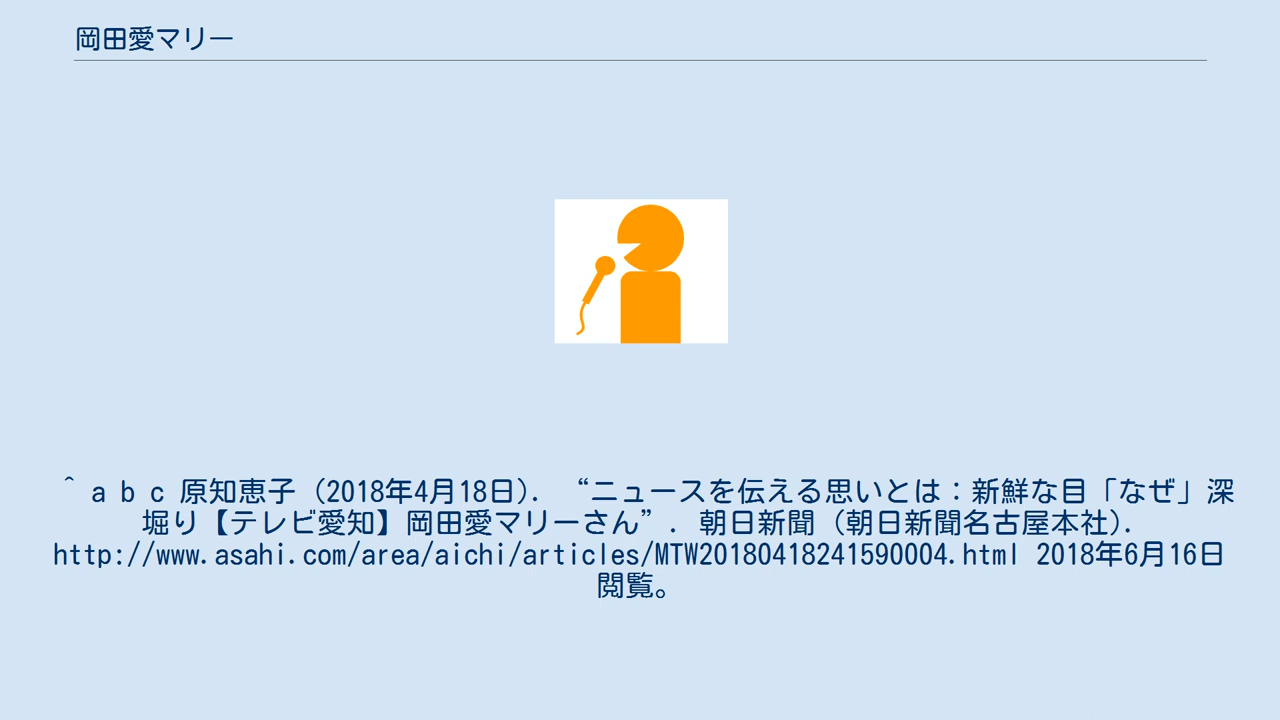 岡田愛マリー
^ a b c 原知恵子 (2018年4月18日). “ニュースを伝える思いとは：新鮮な目「なぜ」深
堀り【テレビ愛知】岡田愛マリーさん”. 朝日新聞 (朝日新聞名古屋本社).
http://www.asahi.com/area/aichi/articles/MTW20180418241590004.html 2018年6月16日
閲覧。